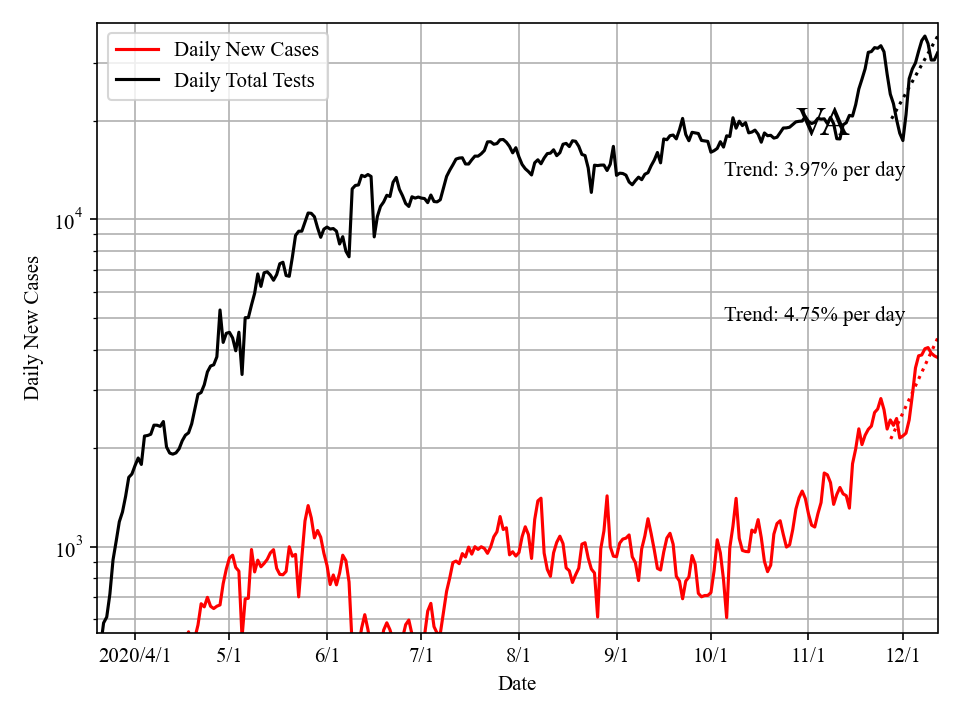 Daily New Cases
Daily Total Tests
VA
Trend: 3.97% per day
Trend: 4.75% per day
10^4
10^3
Daily New Cases
2020/4/1 5/1 6/1 7/1 8/1 9/1 10/1 11/1 12/1
Date